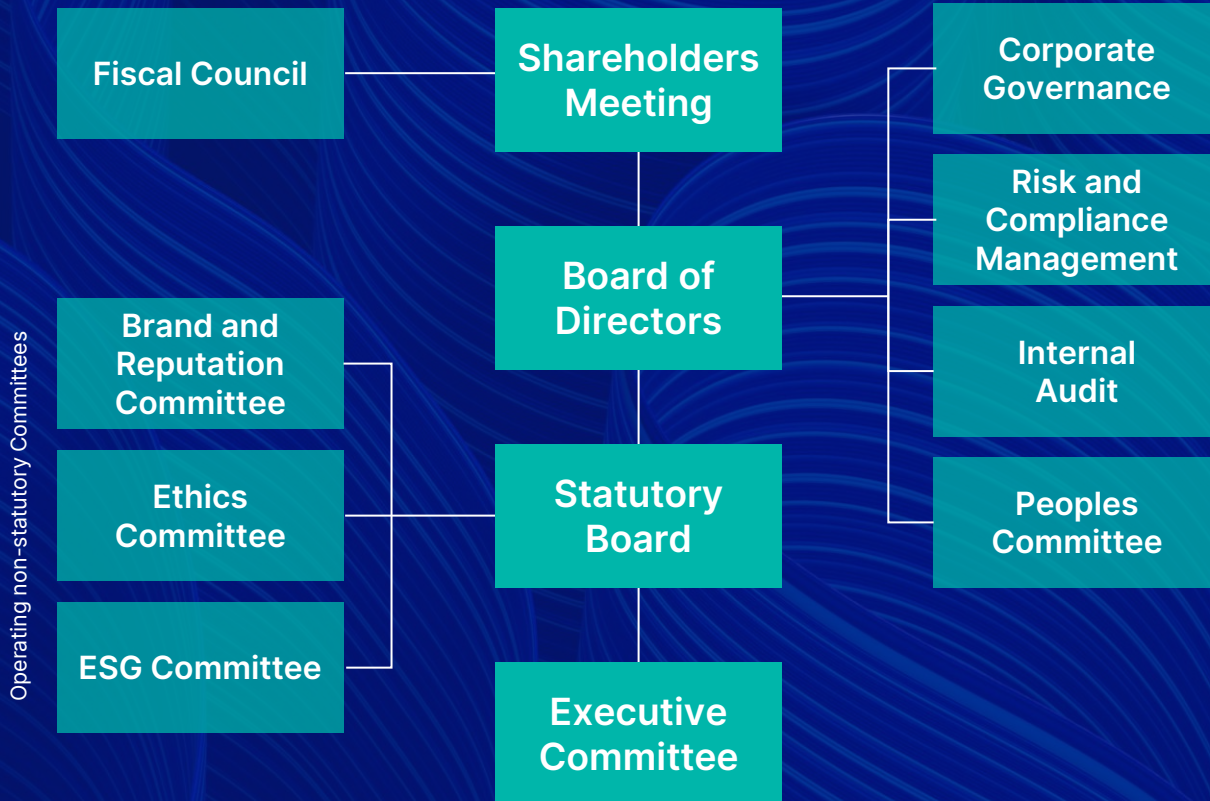 Fiscal Council
Shareholders
Meeting
Corporate
Governance
Risk and
Compliance
Management
Board of
Directors
Internal
Audit
Peoples
Committee
Operating non-statutory Committees
Brand and
Reputation
Committee
Ethics
Committee
ESG Committee
Statutory
Board
Executive
Committee